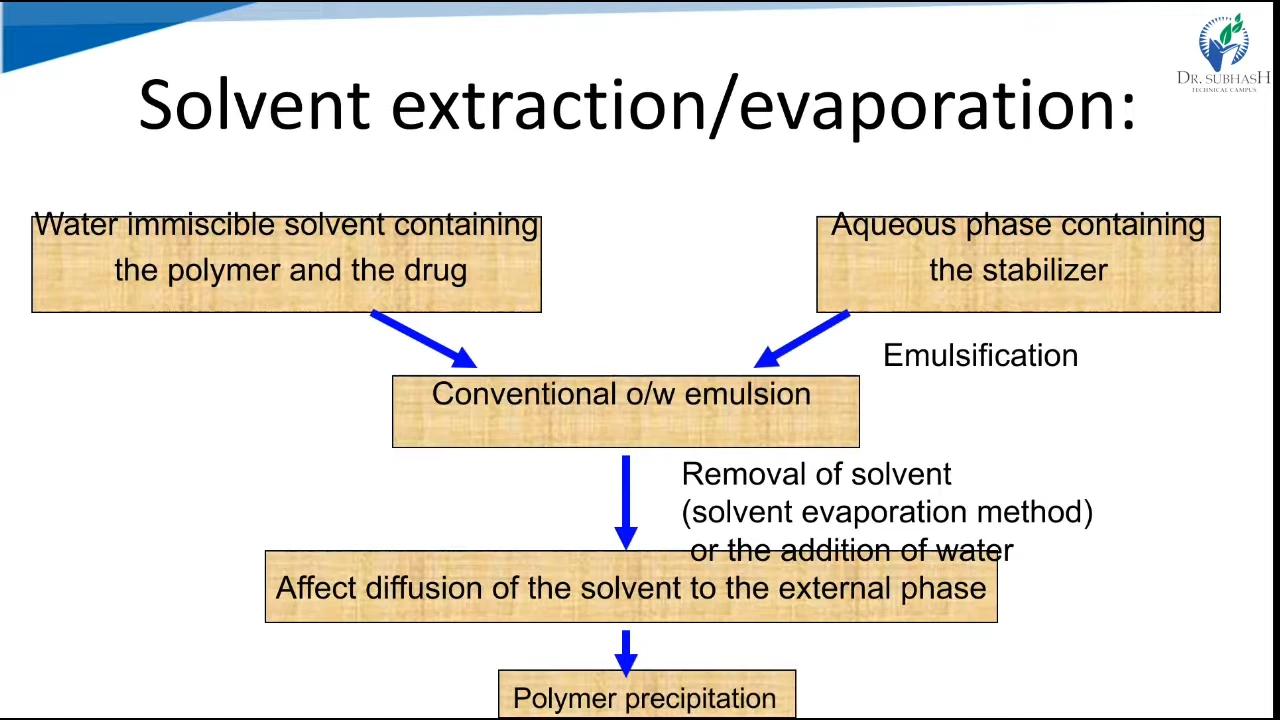 DR. SUBHASH
TECHNICAL CAMPUS
Solvent extraction/evaporation:
Water immiscible solvent containing
the polymer and the drug
Aqueous phase containing
the stabilizer
Emulsification
Conventional o/w emulsion
Removal of solvent
(solvent evaporation method)
or the addition of water
Affect diffusion of the solvent to the external phase
Polymer precipitation